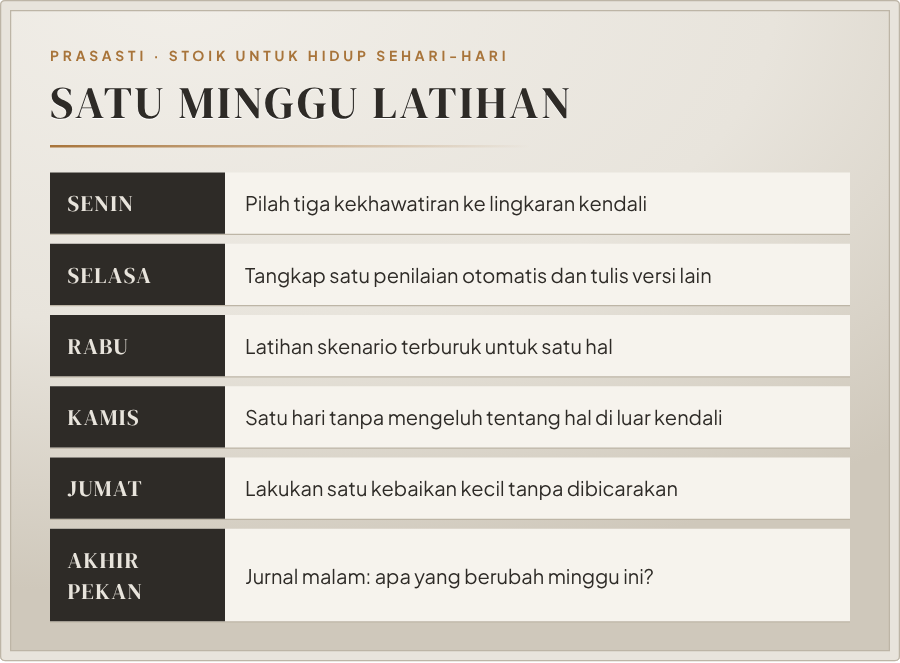 PRASASTI · STOIK UNTUK HIDUP SEHARI-HARI
SATU MINGGU LATIHAN
SENIN
Pilah tiga kekhawatiran ke lingkaran kendali
SELASA
Tangkap satu penilaian otomatis dan tulis versi lain
RABU
Latihan skenario terburuk untuk satu hal
KAMIS
Satu hari tanpa mengeluh tentang hal di luar kendali
JUMAT
Lakukan satu kebaikan kecil tanpa dibicarakan
AKHIR
PEKAN
Jurnal malam: apa yang berubah minggu ini?